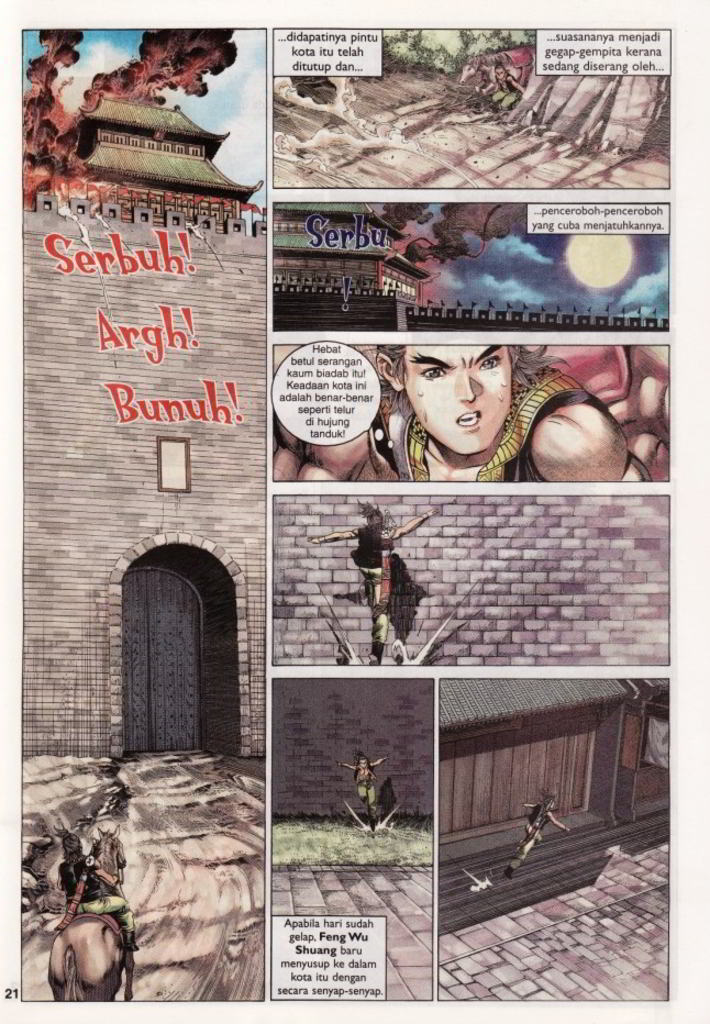 Serbuh!
Argh!
Bunuh!
...didapatinya pintu
kota itu telah
ditutup dan...
...suasananya menjadi
gegap-gempita kerana
sedang diserang oleh...
...penceroboh-penceroboh
yang cuba menjatuhkannya.
Serbu
!
Hebat
betul serangan
kaum biadab itu!
Keadaan kota ini
adalah benar-benar
seperti telur
di hujung
tanduk!
Apabila hari sudah
gelap, Feng Wu
Shuang baru
menyusup ke dalam
kota itu dengan
secara senyap-senyap.
21